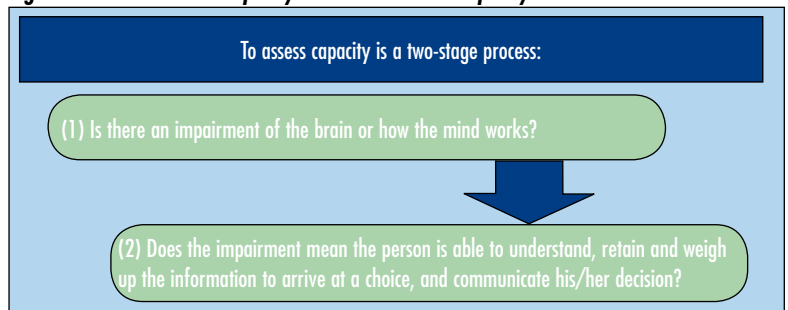 To assess capacity is a two-stage process:
(1) Is there an impairment of the brain or how the mind works?
(2) Does the impairment mean the person is able to understand, retain and weigh
up the information to arrive at a choice, and communicate his/her decision?